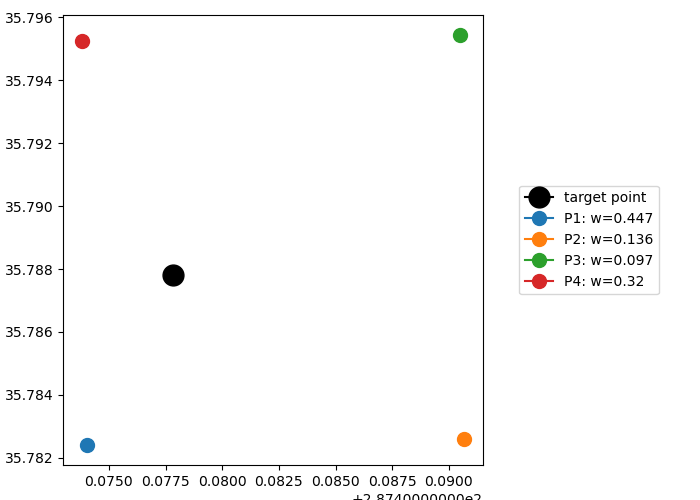 35.796
35.794
35.792
35.790
35.788
35.786
35.784
35.782
0.0750 0.0775 0.0800 0.0825 0.0850 0.0875 0.0900
+2.8740000000e2
target point
P1: w=0.447
P2: w=0.136
P3: w=0.097
P4: w=0.32